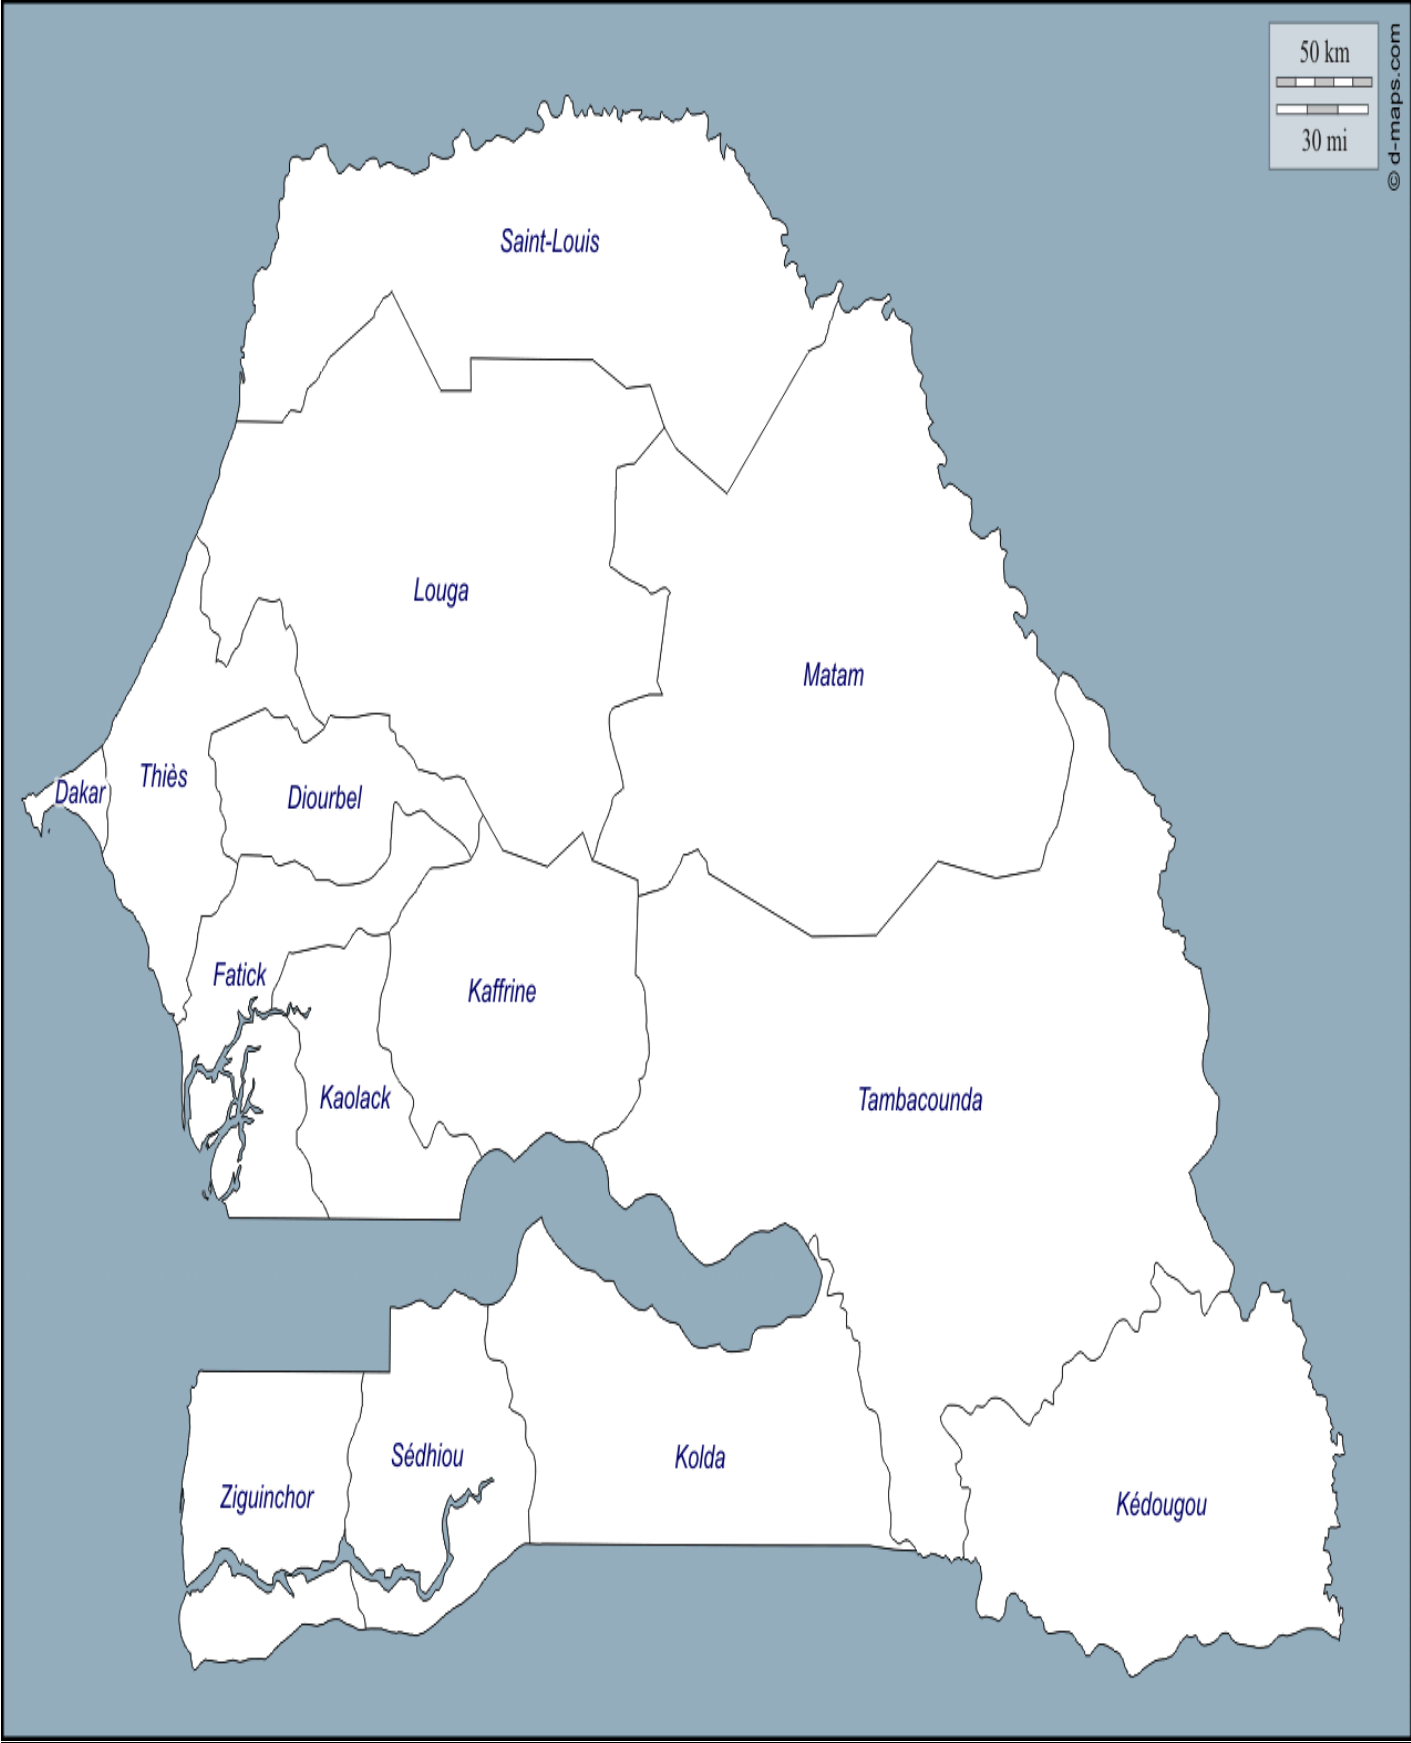 50 km
30 mi
© d-maps.com
Saint-Louis
Louga
Matam
Thiès
Dakar
Diourbel
Fatick
Kaffrine
Kaolack
Tambacounda
Sédhiou
Kolda
Ziguinchor
Kédougou